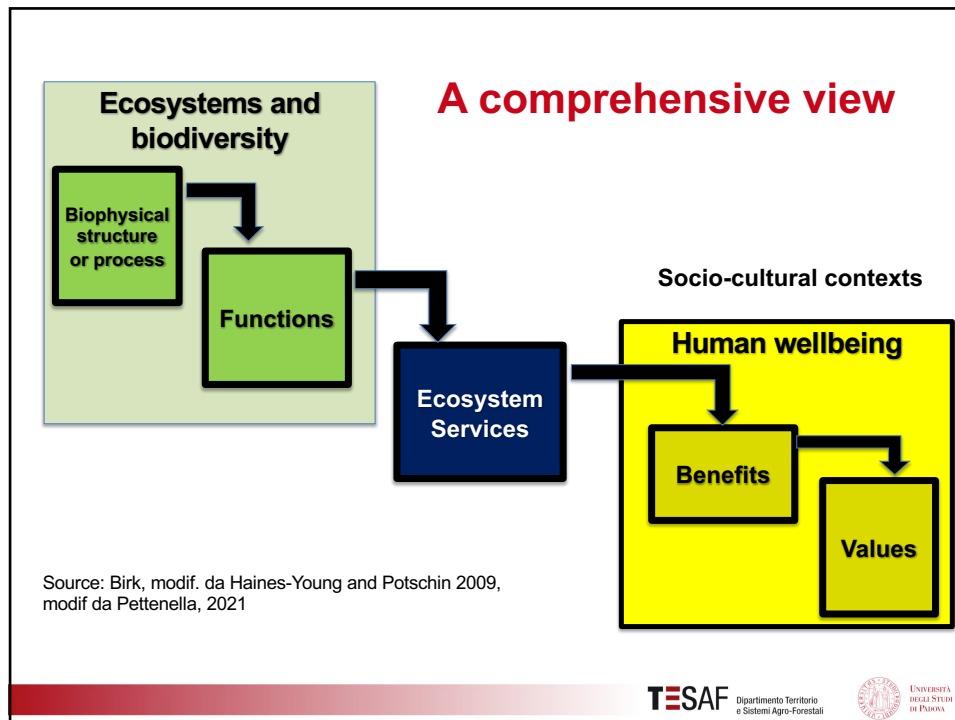 A comprehensive view
Ecosystems and
biodiversity
Biophysical
structure
or process
Functions
Ecosystem
Services
Socio-cultural contexts
Human wellbeing
Benefits
Values
Source: Birk, modif. da Haines-Young and Potschin 2009,
modif da Pettenella, 2021
TESAF Dipartimento Territorio
e Sistemi Agro-Forestali
UNIVERSITÀ
DEGLI STUDI
DI PADOVA